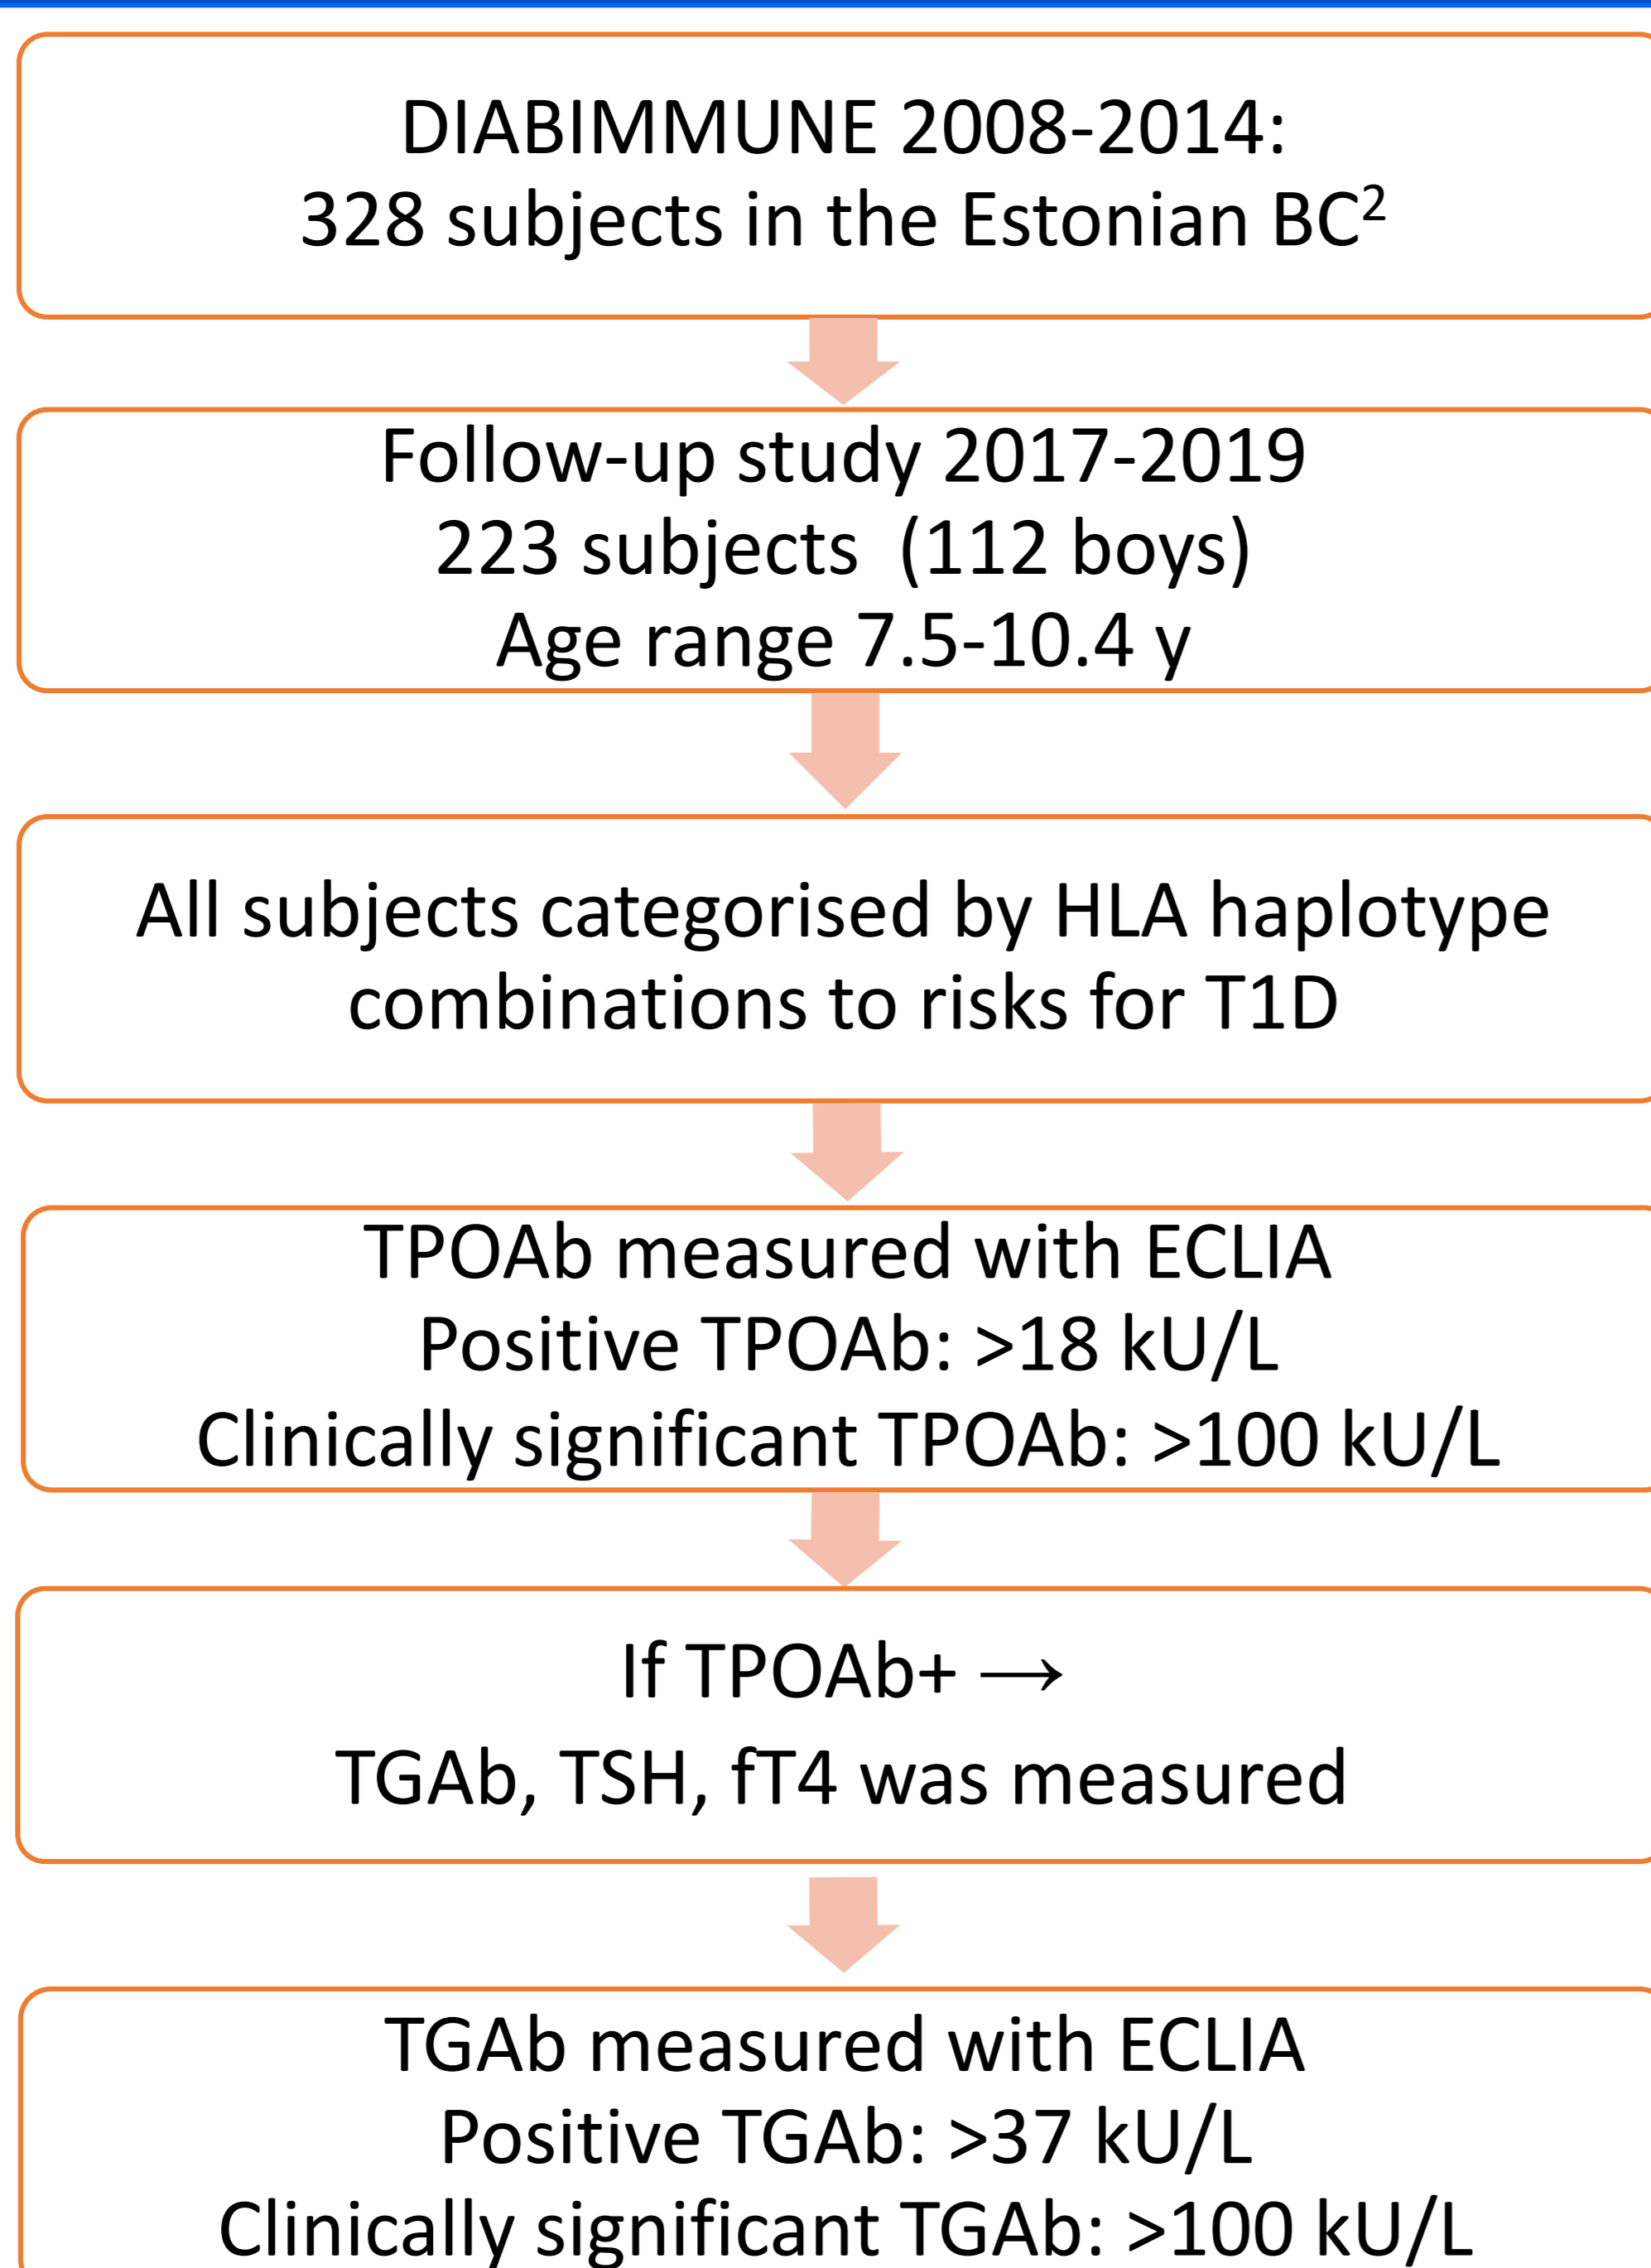 DIABIMMUNE 2008-2014:
328 subjects in the Estonian BC²
Follow-up study 2017-2019
223 subjects (112 boys)
Age range 7.5-10.4 y
All subjects categorised by HLA haplotype
combinations to risks for T1D
TPOAb measured with ECLIA
Positive TPOAb: >18 kU/L
Clinically significant TPOAb: >100 kU/L
If TPOAb+ →
TGAb, TSH, fT4 was measured
TGAb measured with ECLIA
Positive TGAb: >37 kU/L
Clinically significant TGAb: >100 kU/L